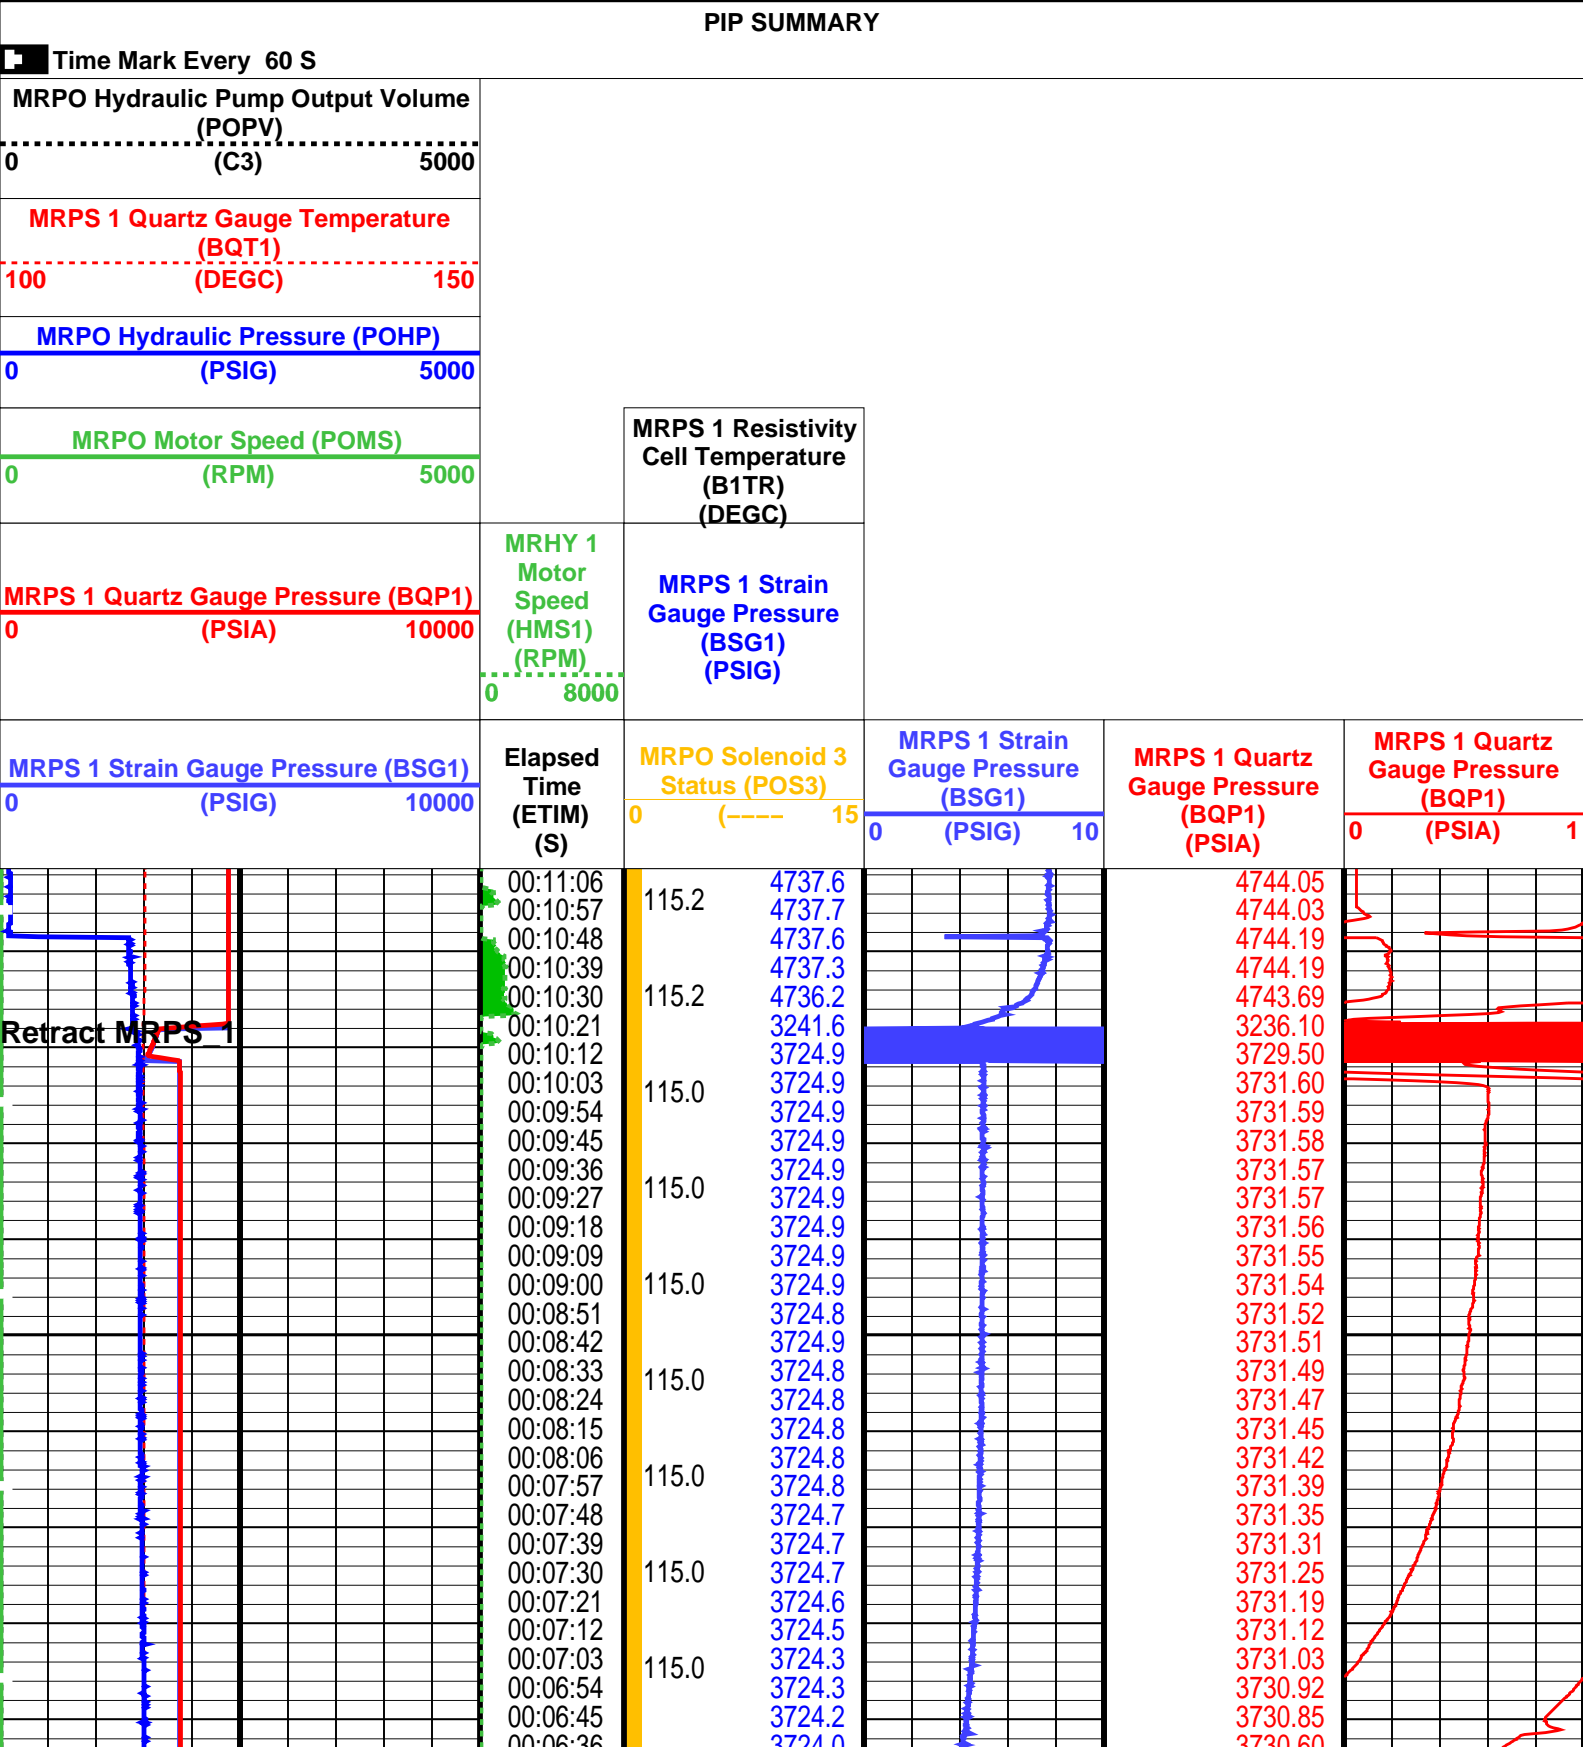 PIP SUMMARY
Time Mark Every 60 S
MRPO Hydraulic Pump Output Volume
(POPV)
0 (C3) 5000
MRPS 1 Quartz Gauge Temperature
(BQT1)
100 (DEGC) 150
MRPO Hydraulic Pressure (POHP)
0 (PSIG) 5000
MRPO Motor Speed (POMS)
0 (RPM) 5000
MRPS 1 Resistivity
Cell Temperature
(B1TR)
(DEGC)
MRPS 1 Quartz Gauge Pressure (BQP1)
0 (PSIA) 10000
MRHY 1
Motor
Speed
(HMS1)
(RPM)
0 8000
MRPS 1 Strain
Gauge Pressure
(BSG1)
(PSIG)
MRPS 1 Strain Gauge Pressure (BSG1)
0 (PSIG) 10000
Elapsed
Time
(ETIM)
(S)
MRPO Solenoid 3
Status (POS3)
0 (---- 15
MRPS 1 Strain
Gauge Pressure
(BSG1)
0 (PSIG) 10
MRPS 1 Quartz
Gauge Pressure
(BQP1)
(PSIA)
MRPS 1 Quartz
Gauge Pressure
(BQP1)
0 (PSIA) 1
00:11:06 4737.6 4744.05
115.2
00:10:57 4737.7 4744.03
00:10:48 4737.6 4744.19
00:10:39 4737.3 4744.19
00:10:30 115.2 4736.2 4743.69
00:10:21 3241.6 3236.10
Retract MRPS_1
00:10:12 3724.9 3729.50
00:10:03 115.0 3724.9 3731.60
00:09:54 3724.9 3731.59
00:09:45 3724.9 3731.58
00:09:36 3724.9 3731.57
00:09:27 115.0 3724.9 3731.57
00:09:18 3724.9 3731.56
00:09:09 3724.9 3731.55
00:09:00 115.0 3724.9 3731.54
00:08:51 3724.8 3731.52
00:08:42 3724.9 3731.51
00:08:33 115.0 3724.8 3731.49
00:08:24 3724.8 3731.47
00:08:15 3724.8 3731.45
00:08:06 3724.8 3731.42
00:07:57 115.0 3724.8 3731.39
00:07:48 3724.7 3731.35
00:07:39 3724.7 3731.31
00:07:30 115.0 3724.7 3731.25
00:07:21 3724.6 3731.19
00:07:12 3724.5 3731.12
00:07:03 115.0 3724.3 3731.03
00:06:54 3724.3 3730.92
00:06:45 3724.2 3730.85
00:06:36 3724.0 3730.60